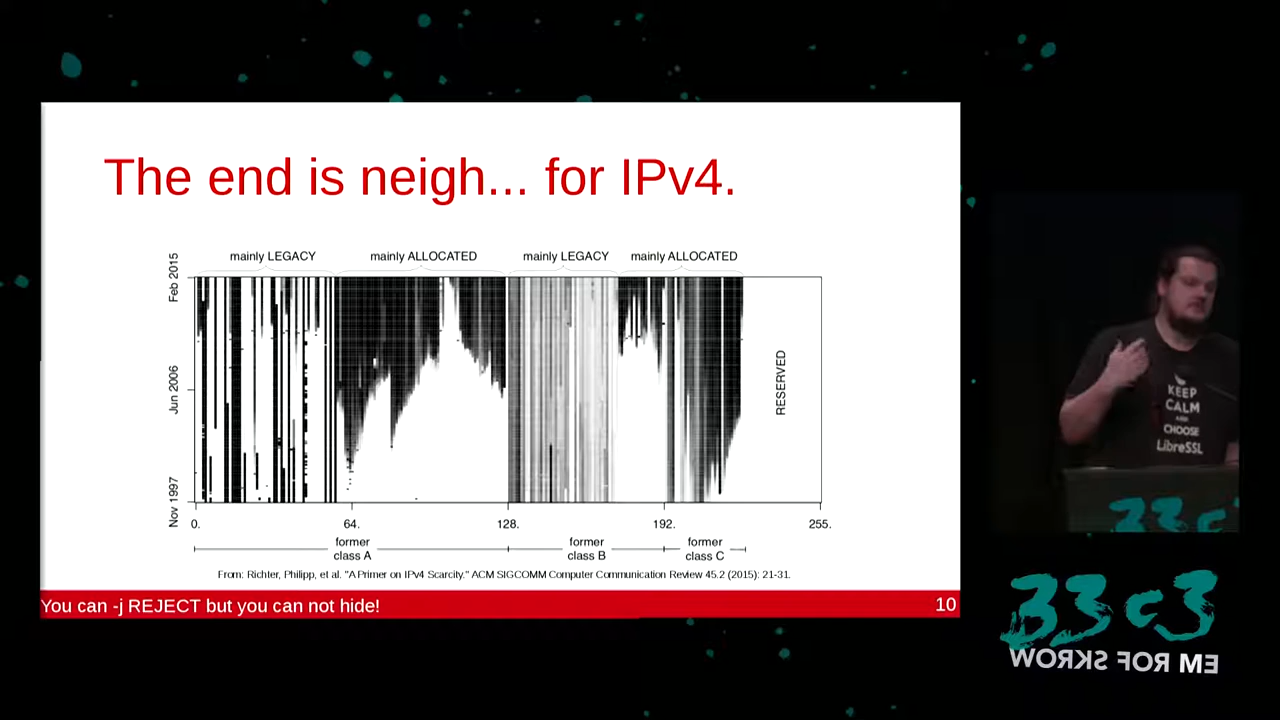 The end is neigh... for IPv4.
mainly LEGACY
mainly ALLOCATED
mainly LEGACY
mainly ALLOCATED
Feb 2015
Jun 2006
Nov 1997
RESERVED
0.
64.
128.
192.
255.
former
class A
former
class B
former
class C
From: Richter, Philipp, et al. "A Primer on IPv4 Scarcity." ACM SIGCOMM Computer Communication Review 45.2 (2015): 21-31.
You can -j REJECT but you can not hide!
10
KEEP
CALM
AND
CHOOSE
LibreSSL
33c3
33C3
WORKS FOR ME